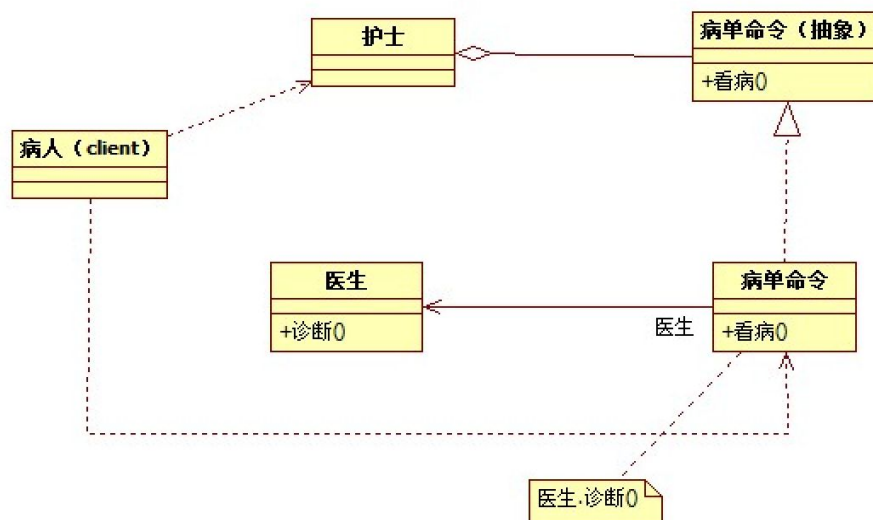 护士
病单命令（抽象）
+看病()
病人（client）
医生
+诊断()
医生
病单命令
+看病()
医生.诊断()